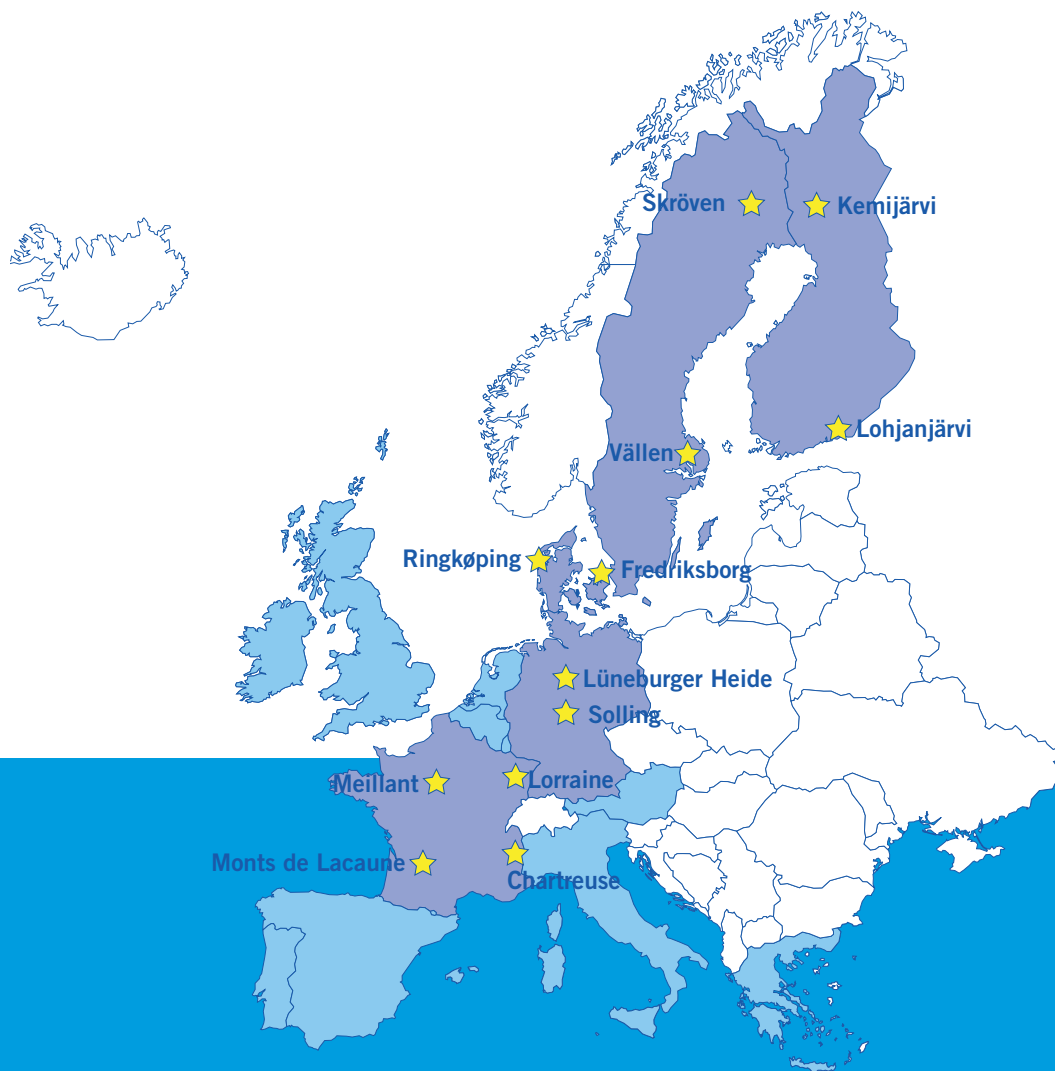 Skröven
Kemijärvi
Lohjanjärvi
Vällen
Ringkøping
Fredriksborg
Lüneburger Heide
Solling
Meillant
Lorraine
Monts de Lacaune
Chartreuse